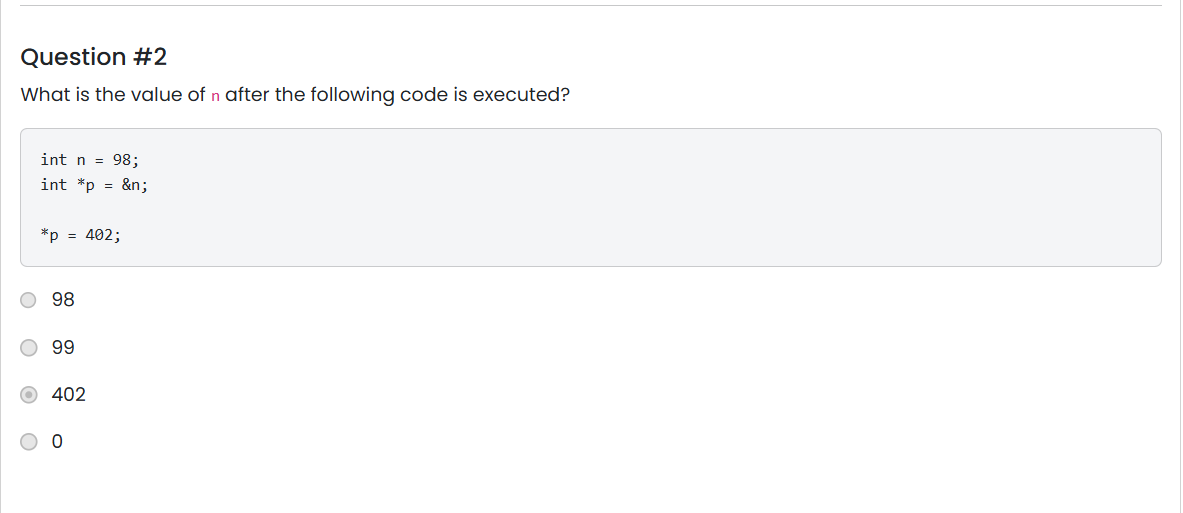 Question #2
What is the value of n after the following code is executed?
int n = 98;
int *p = &n;
*p = 402;
98
99
402
0